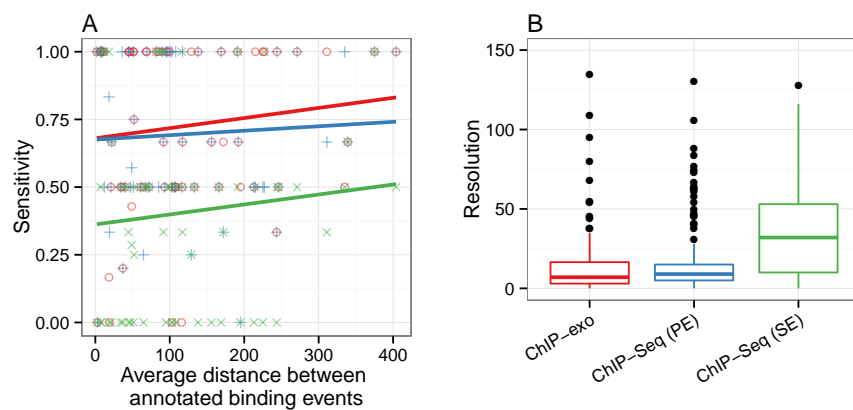 A
Sensitivity
1.00
0.75
0.50
0.25
0.00
0
100
200
300
400
Average distance between
annotated binding events
B
Resolution
150
100
50
0
ChIP−exo
ChIP−Seq (PE)
ChIP−Seq (SE)